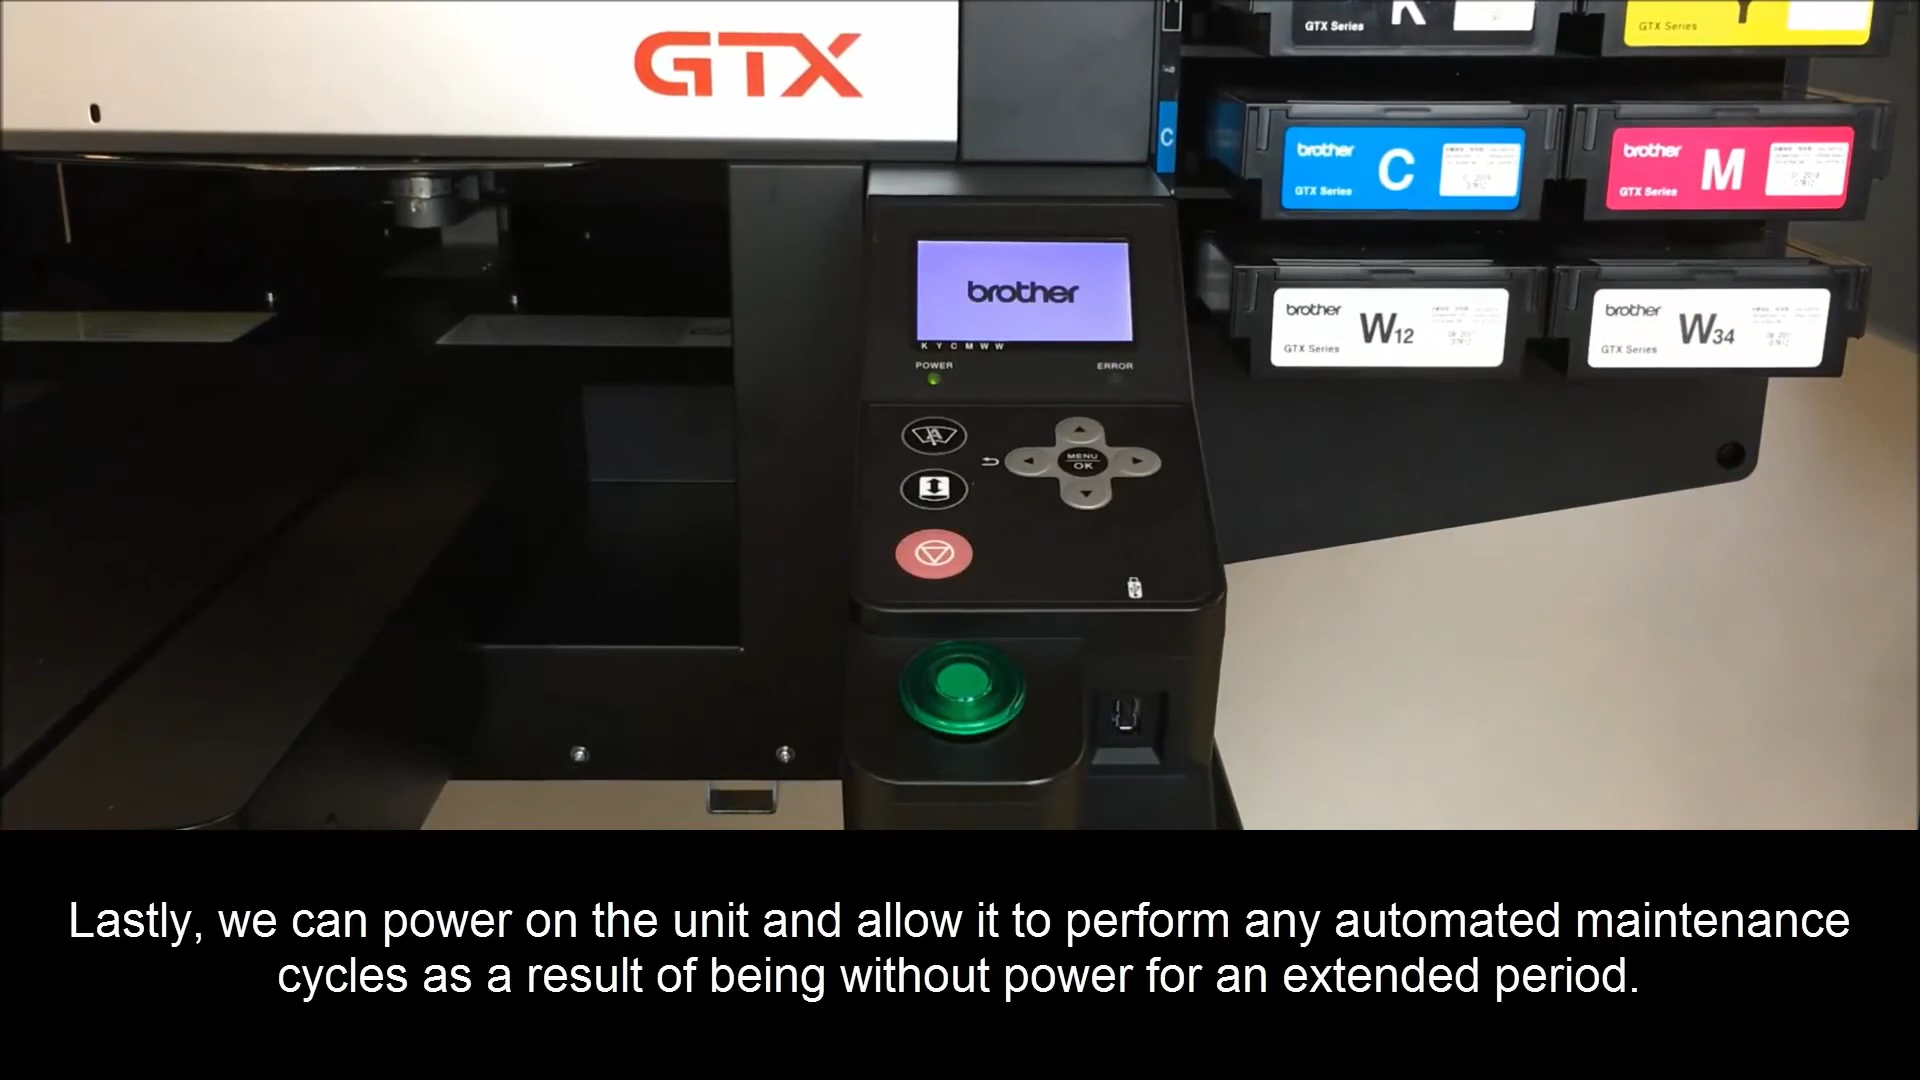 GTX
K
GTX Series
Y
GTX Series
C
brother
C
GTX Series
brother
M
GTX Series
brother
W12
GTX Series
brother
W34
GTX Series
brother
K Y C M W W
POWER
ERROR
MENU
OK
Lastly, we can power on the unit and allow it to perform any automated maintenance
cycles as a result of being without power for an extended period.